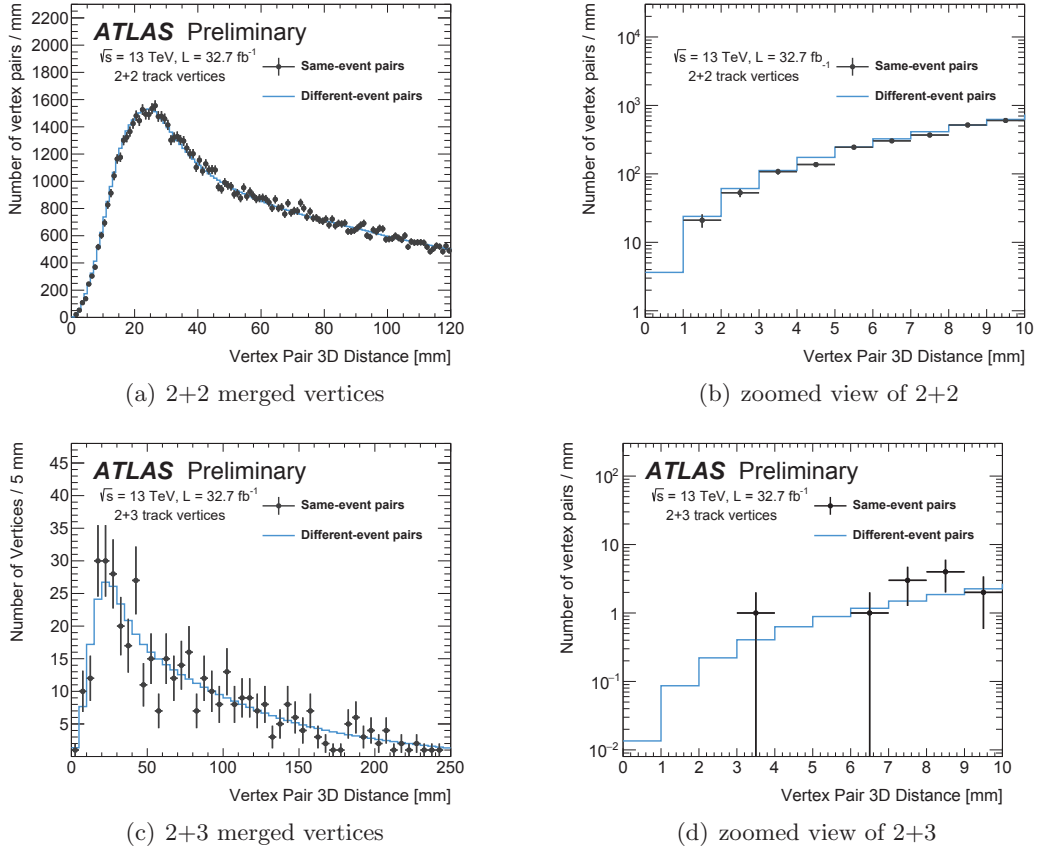 Number of vertex pairs / mm
2200
2000
1800
1600
1400
1200
1000
800
600
400
200
0
ATLAS Preliminary
√s = 13 TeV, L = 32.7 fb-1
2+2 track vertices
Same-event pairs
Different-event pairs
0 20 40 60 80 100 120
Vertex Pair 3D Distance [mm]
(a) 2+2 merged vertices
Number of vertex pairs / mm
10^4
10^3
10^2
10
1
√s = 13 TeV, L = 32.7 fb-1
2+2 track vertices
Same-event pairs
Different-event pairs
0 1 2 3 4 5 6 7 8 9 10
Vertex Pair 3D Distance [mm]
(b) zoomed view of 2+2
Number of Vertices / 5 mm
45
40
35
30
25
20
15
10
5
ATLAS Preliminary
√s = 13 TeV, L = 32.7 fb-1
2+3 track vertices
Same-event pairs
Different-event pairs
0 50 100 150 200 250
Vertex Pair 3D Distance [mm]
(c) 2+3 merged vertices
Number of vertex pairs / mm
10^2
10
1
10^-1
10^-2
ATLAS Preliminary
√s = 13 TeV, L = 32.7 fb-1
2+3 track vertices
Same-event pairs
Different-event pairs
0 1 2 3 4 5 6 7 8 9 10
Vertex Pair 3D Distance [mm]
(d) zoomed view of 2+3